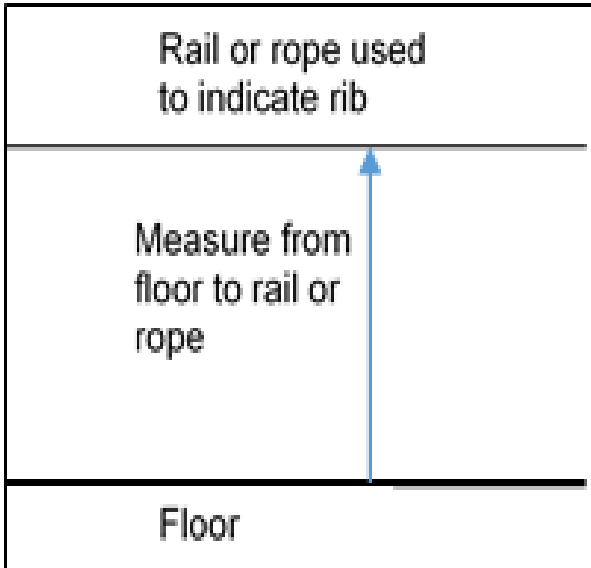 Rail or rope used
to indicate rib
Measure from
floor to rail or
rope
Floor